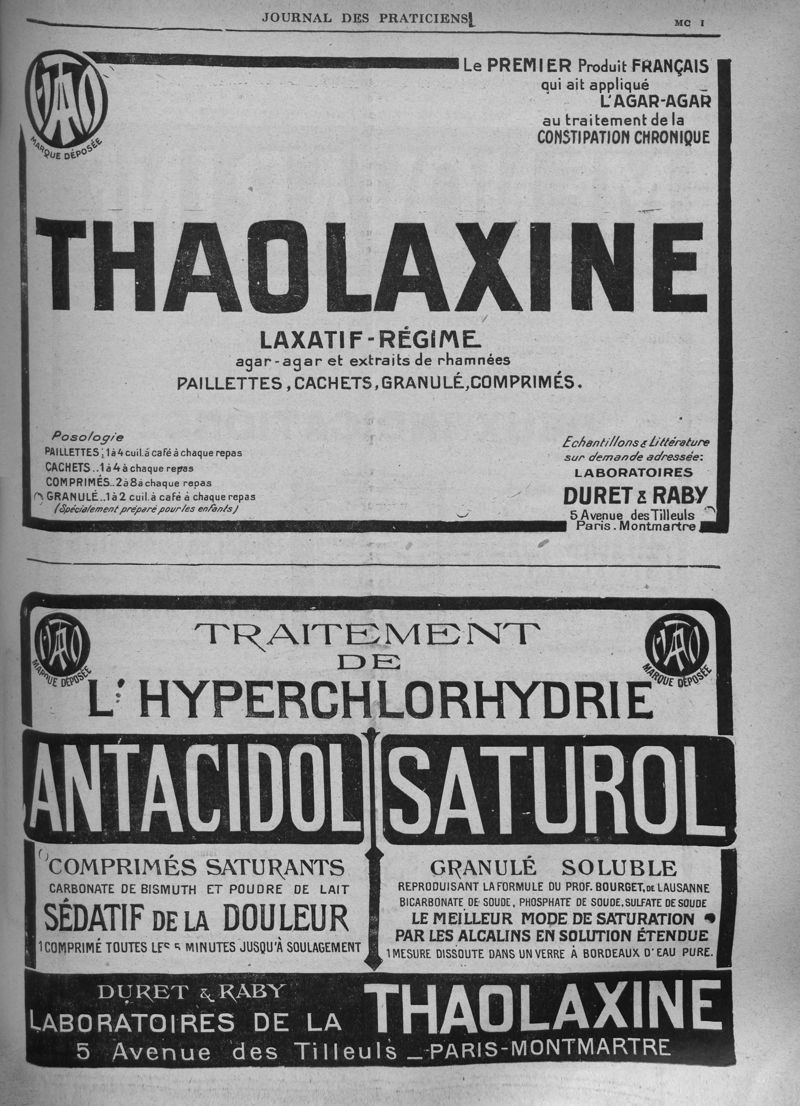 JOURNAL DES PRATICIENS
MC I
THAO
MARQUE DÉPOSÉE
Le PREMIER Produit FRANÇAIS
qui ait appliqué
L'AGAR-AGAR
au traitement de la
CONSTIPATION CHRONIQUE
THAOLAXINE
LAXATIF-RÉGIME
agar-agar et extraits de rhamnées
PAILLETTES, CACHETS, GRANULÉ, COMPRIMÉS.
Posologie
PAILLETTES; 1 à 4 cuil. à café à chaque repas
CACHETS..1 à 4 à chaque repas
COMPRIMÉS..2 à 8 à chaque repas
GRANULÉ..1 à 2 cuil. à café à chaque repas
(Spécialement préparé pour les enfants)
Echantillons & Littérature
sur demande adressée:
LABORATOIRES
DURET & RABY
5 Avenue des Tilleuls
Paris. Montmartre
THAO
MARQUE DÉPOSÉE
THAO
MARQUE DÉPOSÉE
TRAITEMENT
DE
L'HYPERCHLORHYDRIE
ANTACIDOL
COMPRIMÉS SATURANTS
CARBONATE DE BISMUTH ET POUDRE DE LAIT
SÉDATIF DE LA DOULEUR
1 COMPRIMÉ TOUTES LES 5 MINUTES JUSQU'À SOULAGEMENT
SATUROL
GRANULÉ SOLUBLE
REPRODUISANT LA FORMULE DU PROF. BOURGET, DE LAUSANNE
BICARBONATE DE SOUDE, PHOSPHATE DE SOUDE, SULFATE DE SOUDE
LE MEILLEUR MODE DE SATURATION
PAR LES ALCALINS EN SOLUTION ÉTENDUE
1 MESURE DISSOUTE DANS UN VERRE À BORDEAUX D'EAU PURE.
DURET & RABY
LABORATOIRES DE LA THAOLAXINE
5 Avenue des Tilleuls _ PARIS-MONTMARTRE